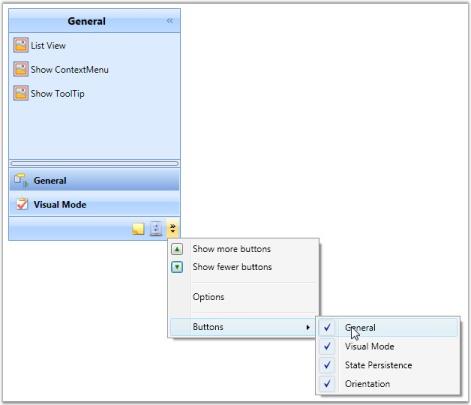 General
List View
Show ContextMenu
Show ToolTip
General
Visual Mode
Show more buttons
Show fewer buttons
Options
Buttons
General
Visual Mode
State Persistence
Orientation